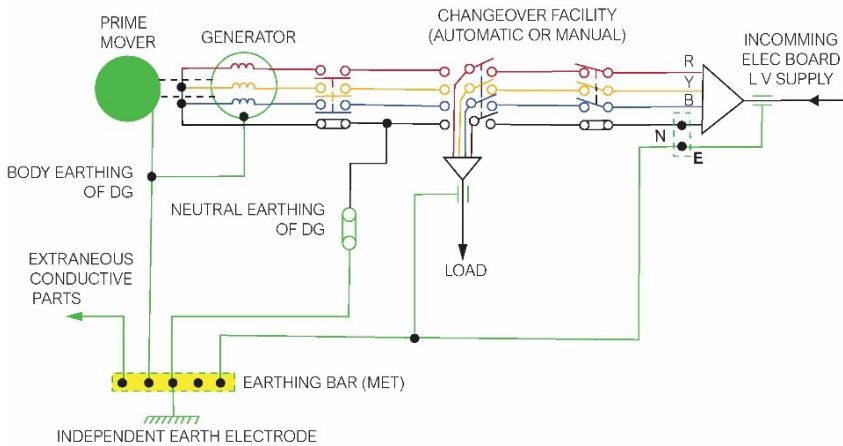 PRIME
MOVER
GENERATOR
CHANGEOVER FACILITY
(AUTOMATIC OR MANUAL)
INCOMMING
ELEC BOARD
L V SUPPLY
R
Y
B
N
E
BODY EARTHING
OF DG
NEUTRAL EARTHING
OF DG
LOAD
EXTRANEOUS
CONDUCTIVE
PARTS
EARTHING BAR (MET)
INDEPENDENT EARTH ELECTRODE